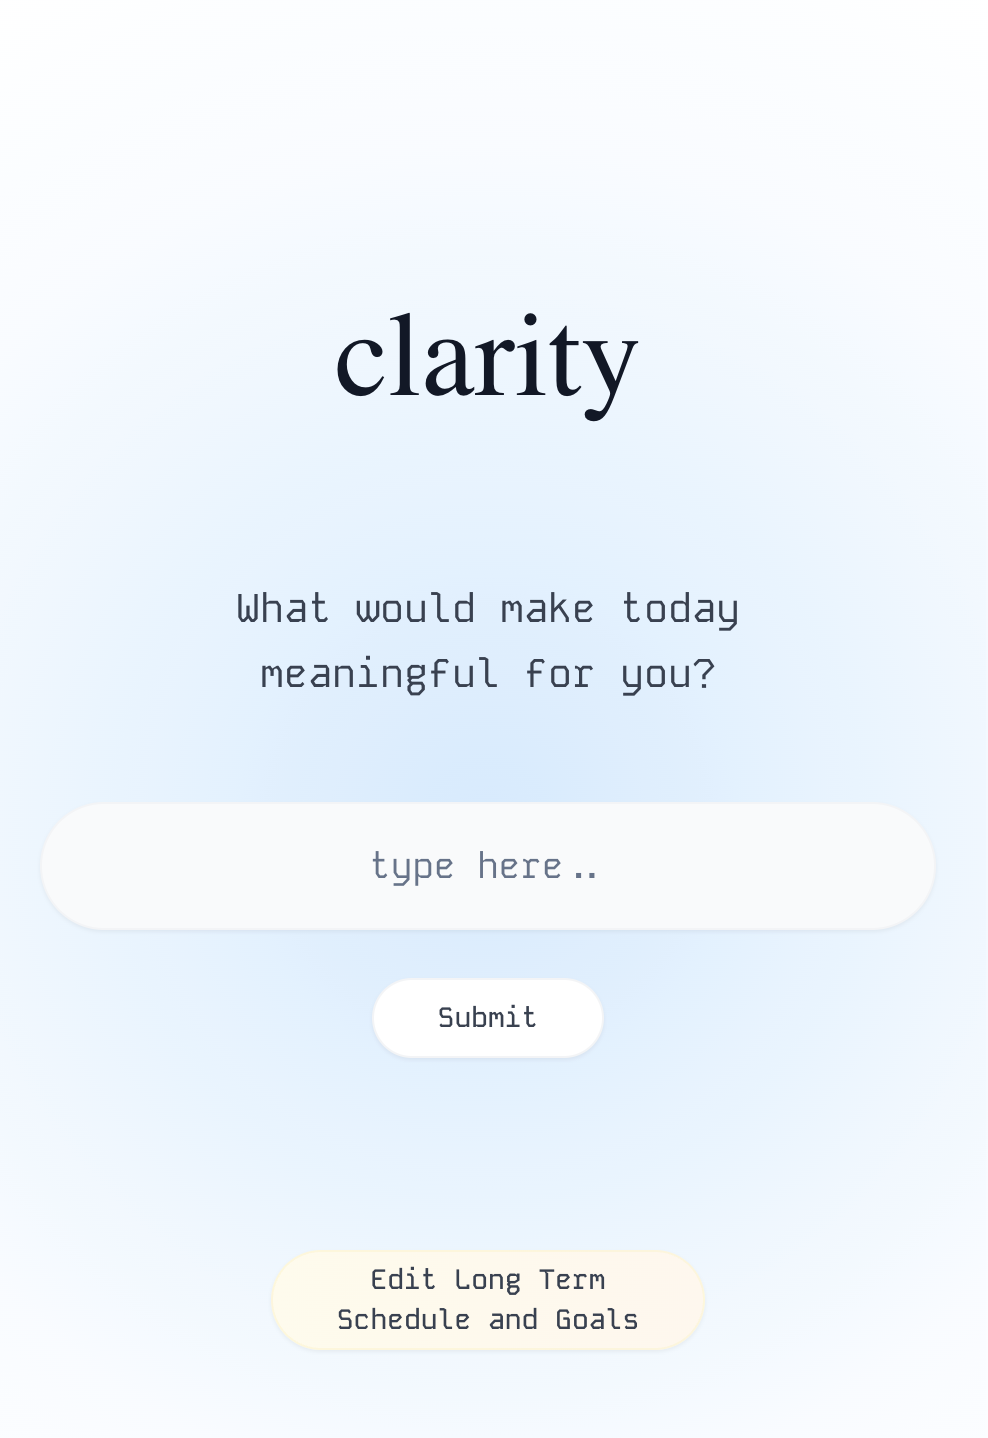 clarity
What would make today
meaningful for you?
type here..
Submit
Edit Long Term
Schedule and Goals